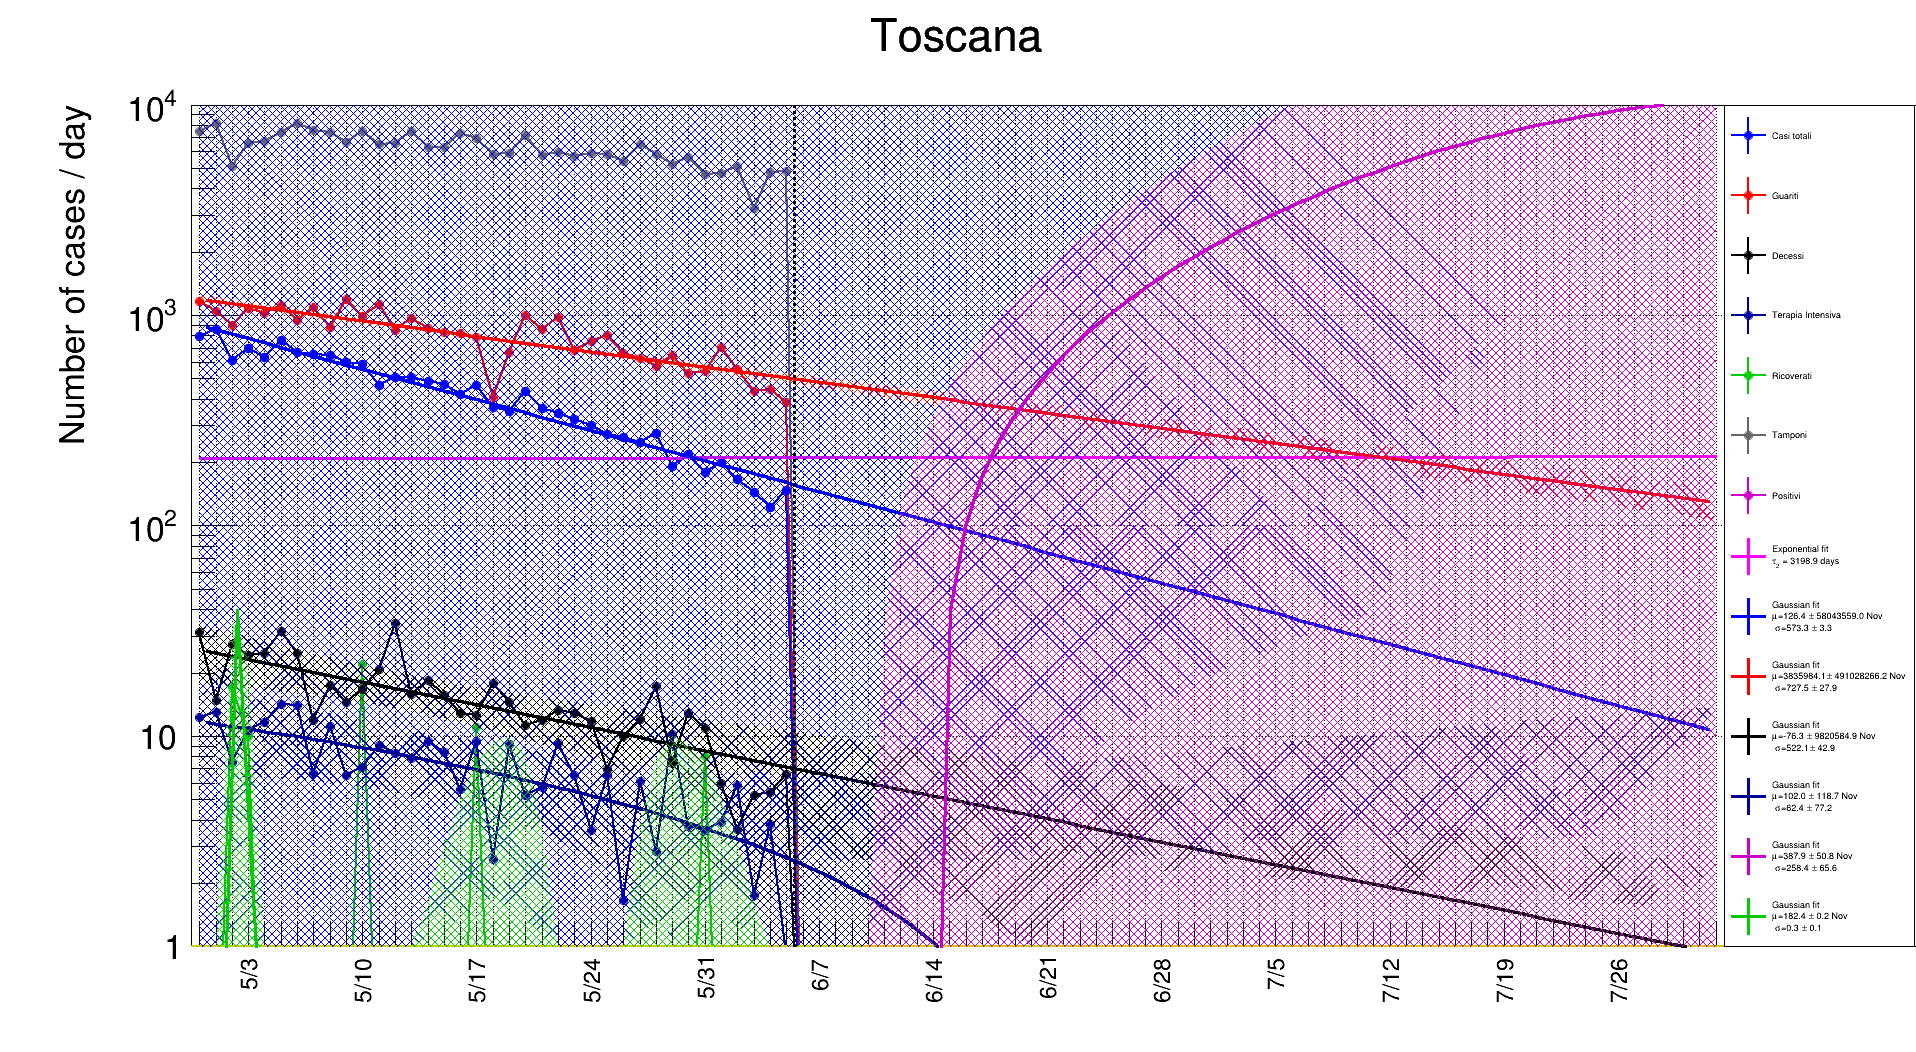 Toscana
Number of cases / day
10^4
10^3
10^2
10
1
5/3
5/10
5/17
5/24
5/31
6/7
6/14
6/21
6/28
7/5
7/12
7/19
7/26
Casi totali
Guariti
Decessi
Terapia Intensiva
Ricoverati
Tamponi
Positivi
Exponential fit
τ₂ = 3198.9 days
Gaussian fit
μ=126.4 ± 58043559.0 Nov
σ=573.3 ± 3.3
Gaussian fit
μ=3835984.1 ± 491028266.2 Nov
σ=727.5 ± 27.9
Gaussian fit
μ=-76.3 ± 9820584.9 Nov
σ=522.1 ± 42.9
Gaussian fit
μ=102.0 ± 118.7 Nov
σ=62.4 ± 77.2
Gaussian fit
μ=387.9 ± 50.8 Nov
σ=258.4 ± 65.6
Gaussian fit
μ=182.4 ± 0.2 Nov
σ=0.3 ± 0.1